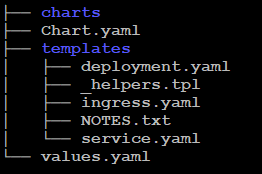 ├── charts
├── Chart.yaml
├── templates
│   ├── deployment.yaml
│   ├── _helpers.tpl
│   ├── ingress.yaml
│   ├── NOTES.txt
│   └── service.yaml
└── values.yaml